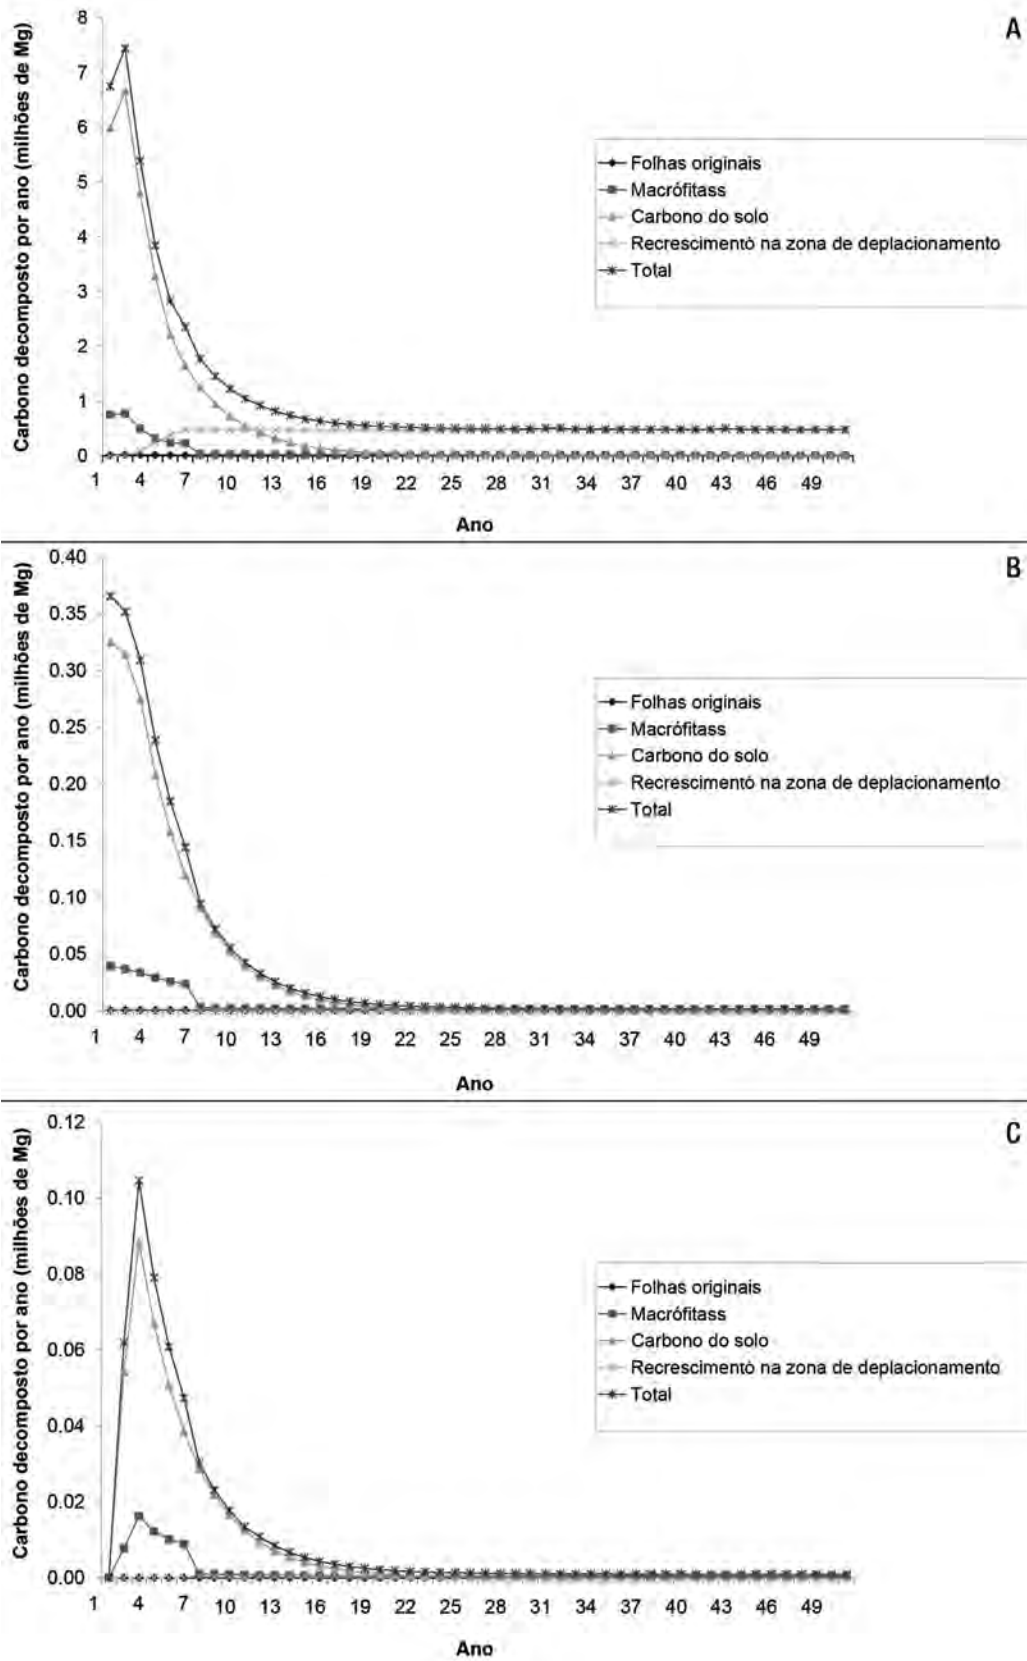 A
Carbono decomposto por ano (milhões de Mg)
8
7
6
5
4
3
2
1
0
1 4 7 10 13 16 19 22 25 28 31 34 37 40 43 46 49
Ano
Folhas originais
Macrófitass
Carbono do solo
Recrescimento na zona de deplacionamento
Total
B
Carbono decomposto por ano (milhões de Mg)
0.40
0.35
0.30
0.25
0.20
0.15
0.10
0.05
0.00
1 4 7 10 13 16 19 22 25 28 31 34 37 40 43 46 49
Ano
Folhas originais
Macrófitass
Carbono do solo
Recrescimento na zona de deplacionamento
Total
C
Carbono decomposto por ano (milhões de Mg)
0.12
0.10
0.08
0.06
0.04
0.02
0.00
1 4 7 10 13 16 19 22 25 28 31 34 37 40 43 46 49
Ano
Folhas originais
Macrófitass
Carbono do solo
Recrescimento na zona de deplacionamento
Total